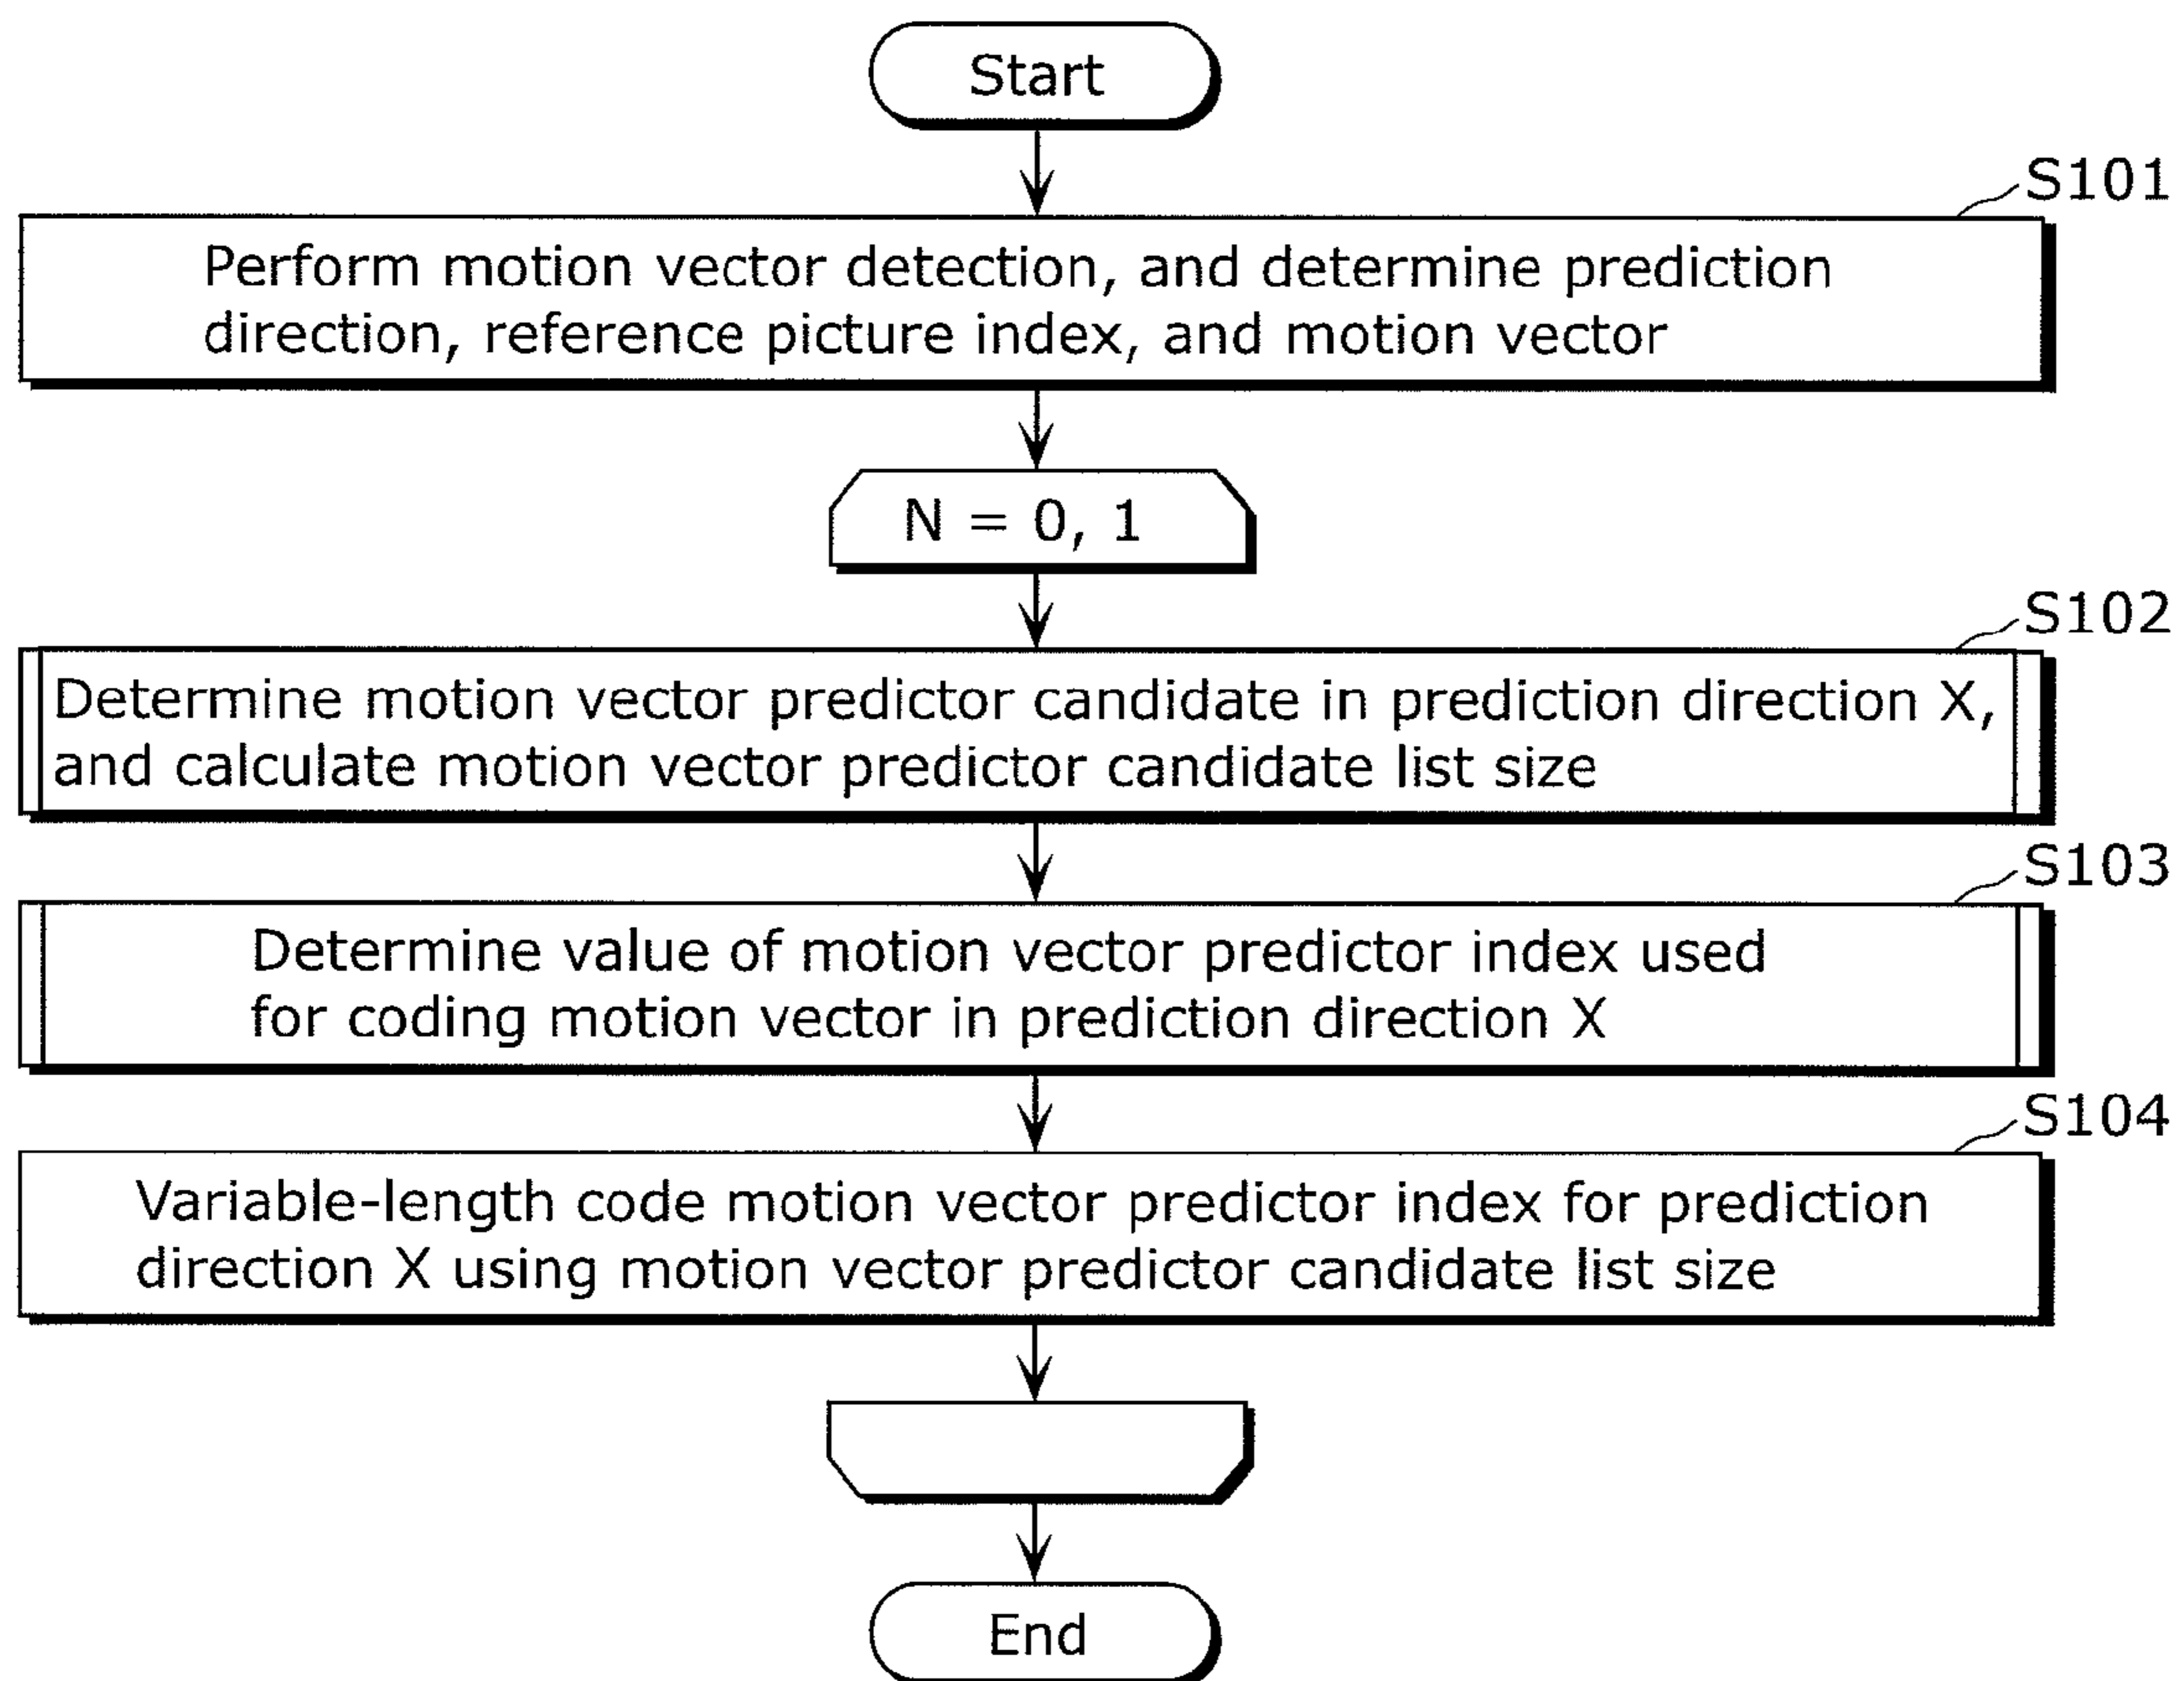 Start
S101
Perform motion vector detection, and determine prediction
direction, reference picture index, and motion vector
N = 0, 1
S102
Determine motion vector predictor candidate in prediction direction X,
and calculate motion vector predictor candidate list size
S103
Determine value of motion vector predictor index used
for coding motion vector in prediction direction X
S104
Variable-length code motion vector predictor index for prediction
direction X using motion vector predictor candidate list size
End